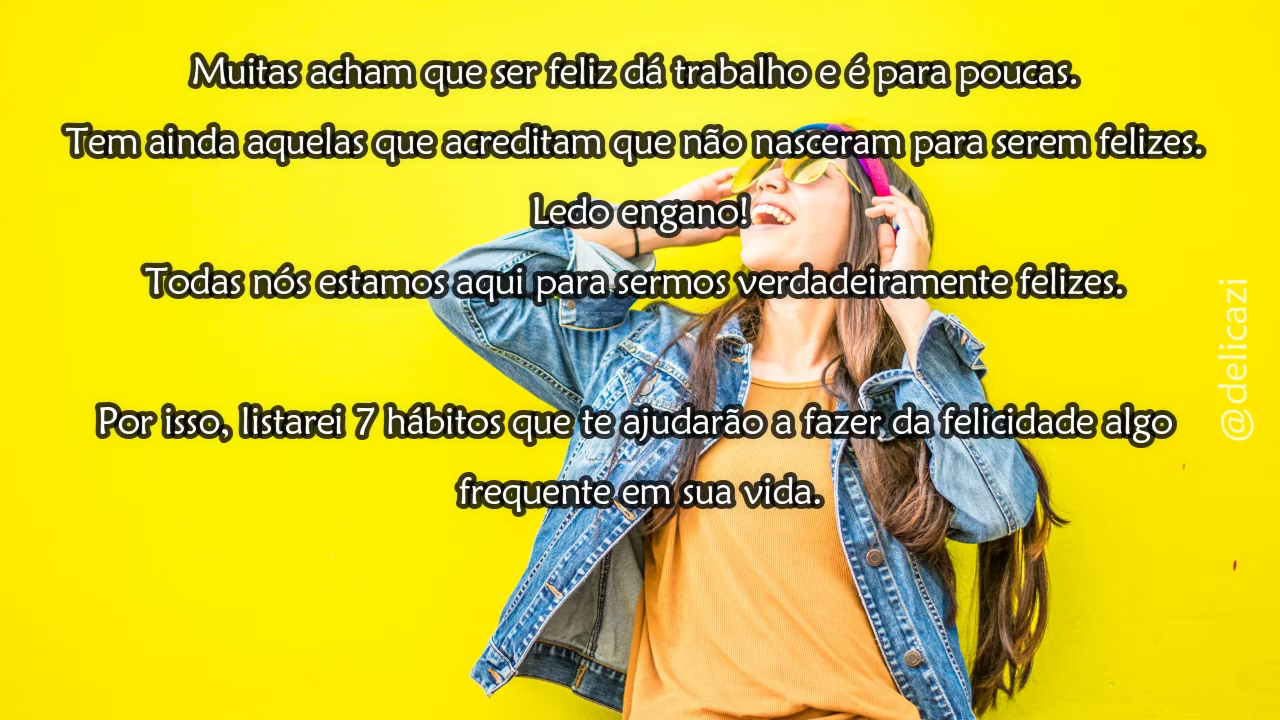 Muitas acham que ser feliz dá trabalho e é para poucas.
Tem ainda aquelas que acreditam que não nasceram para serem felizes.
Ledo engano!
Todas nós estamos aqui para sermos verdadeiramente felizes.
Por isso, listarei 7 hábitos que te ajudarão a fazer da felicidade algo
frequente em sua vida.
@delicazi